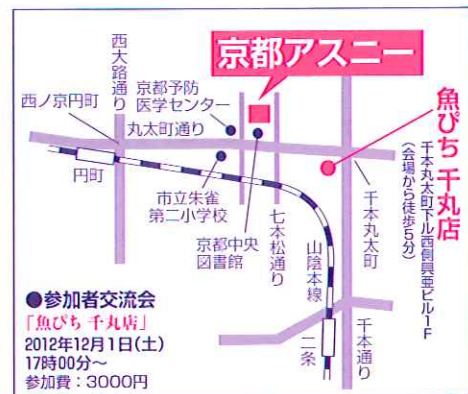 京都アスニー
西大路通り
京都予防
医学センター
西ノ京円町
丸太町通り
円町
市立朱雀
第二小学校
京都中央
図書館
七本松通り
山陰本線
二条
千本通り
千本丸太町
魚ぴち 千丸店
千本丸太町下ル西側興亜ビル1F
(会場から徒歩5分)
●参加者交流会
「魚ぴち 千丸店」
2012年12月1日(土)
17時00分~
参加費:3000円